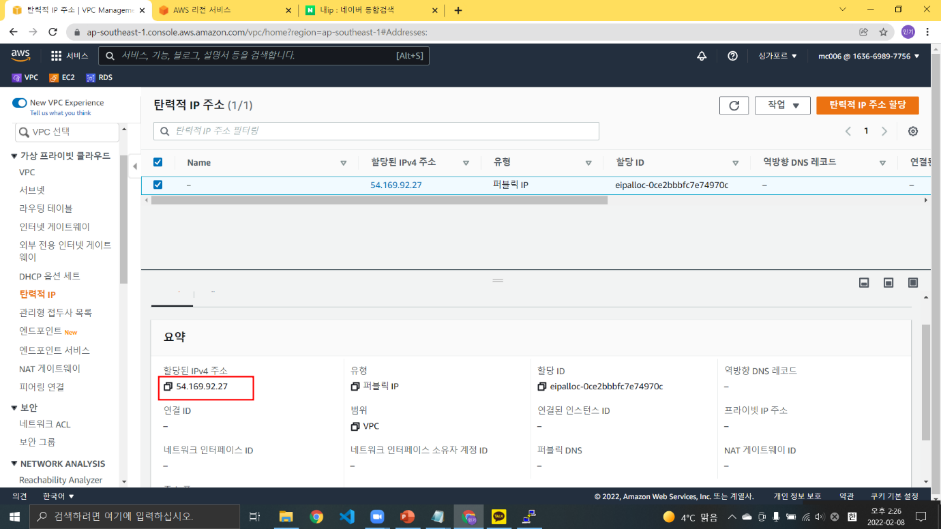 탄력적 IP 주소 | VPC Manageme
AWS 리전 서비스
내ip : 네이버 통합검색
ap-southeast-1.console.aws.amazon.com/vpc/home?region=ap-southeast-1#Addresses:
민기
aws
서비스
서비스, 기능, 블로그, 설명서 등을 검색합니다.
[Alt+S]
싱가포르
mc006 @ 1636-6989-7756
VPC
EC2
RDS
New VPC Experience
Tell us what you think
VPC 선택
가상 프라이빗 클라우드
VPC
서브넷
라우팅 테이블
인터넷 게이트웨이
외부 전용 인터넷 게이트
웨이
DHCP 옵션 세트
탄력적 IP
관리형 접두사 목록
엔드포인트 New
엔드포인트 서비스
NAT 게이트웨이
피어링 연결
보안
네트워크 ACL
보안 그룹
NETWORK ANALYSIS
Reachability Analyzer
탄력적 IP 주소 (1/1)
작업
탄력적 IP 주소 할당
탄력적 IP 주소 필터링
1
Name
할당된 IPv4 주소
유형
할당 ID
역방향 DNS 레코드
연결된
–
54.169.92.27
퍼블릭 IP
eipalloc-0ce2bbbfc7e74970c
–
–
요약
할당된 IPv4 주소
유형
할당 ID
역방향 DNS 레코드
54.169.92.27
퍼블릭 IP
eipalloc-0ce2bbbfc7e74970c
–
연결 ID
범위
연결된 인스턴스 ID
프라이빗 IP 주소
–
VPC
–
–
네트워크 인터페이스 ID
네트워크 인터페이스 소유자 계정 ID
퍼블릭 DNS
NAT 게이트웨이 ID
–
–
–
–
의견
한국어
© 2022, Amazon Web Services, Inc. 또는 계열사.
개인 정보 보호
약관
쿠키 기본 설정
검색하려면 여기에 입력하십시오.
4°C 맑음
오후 2:26
2022-02-08